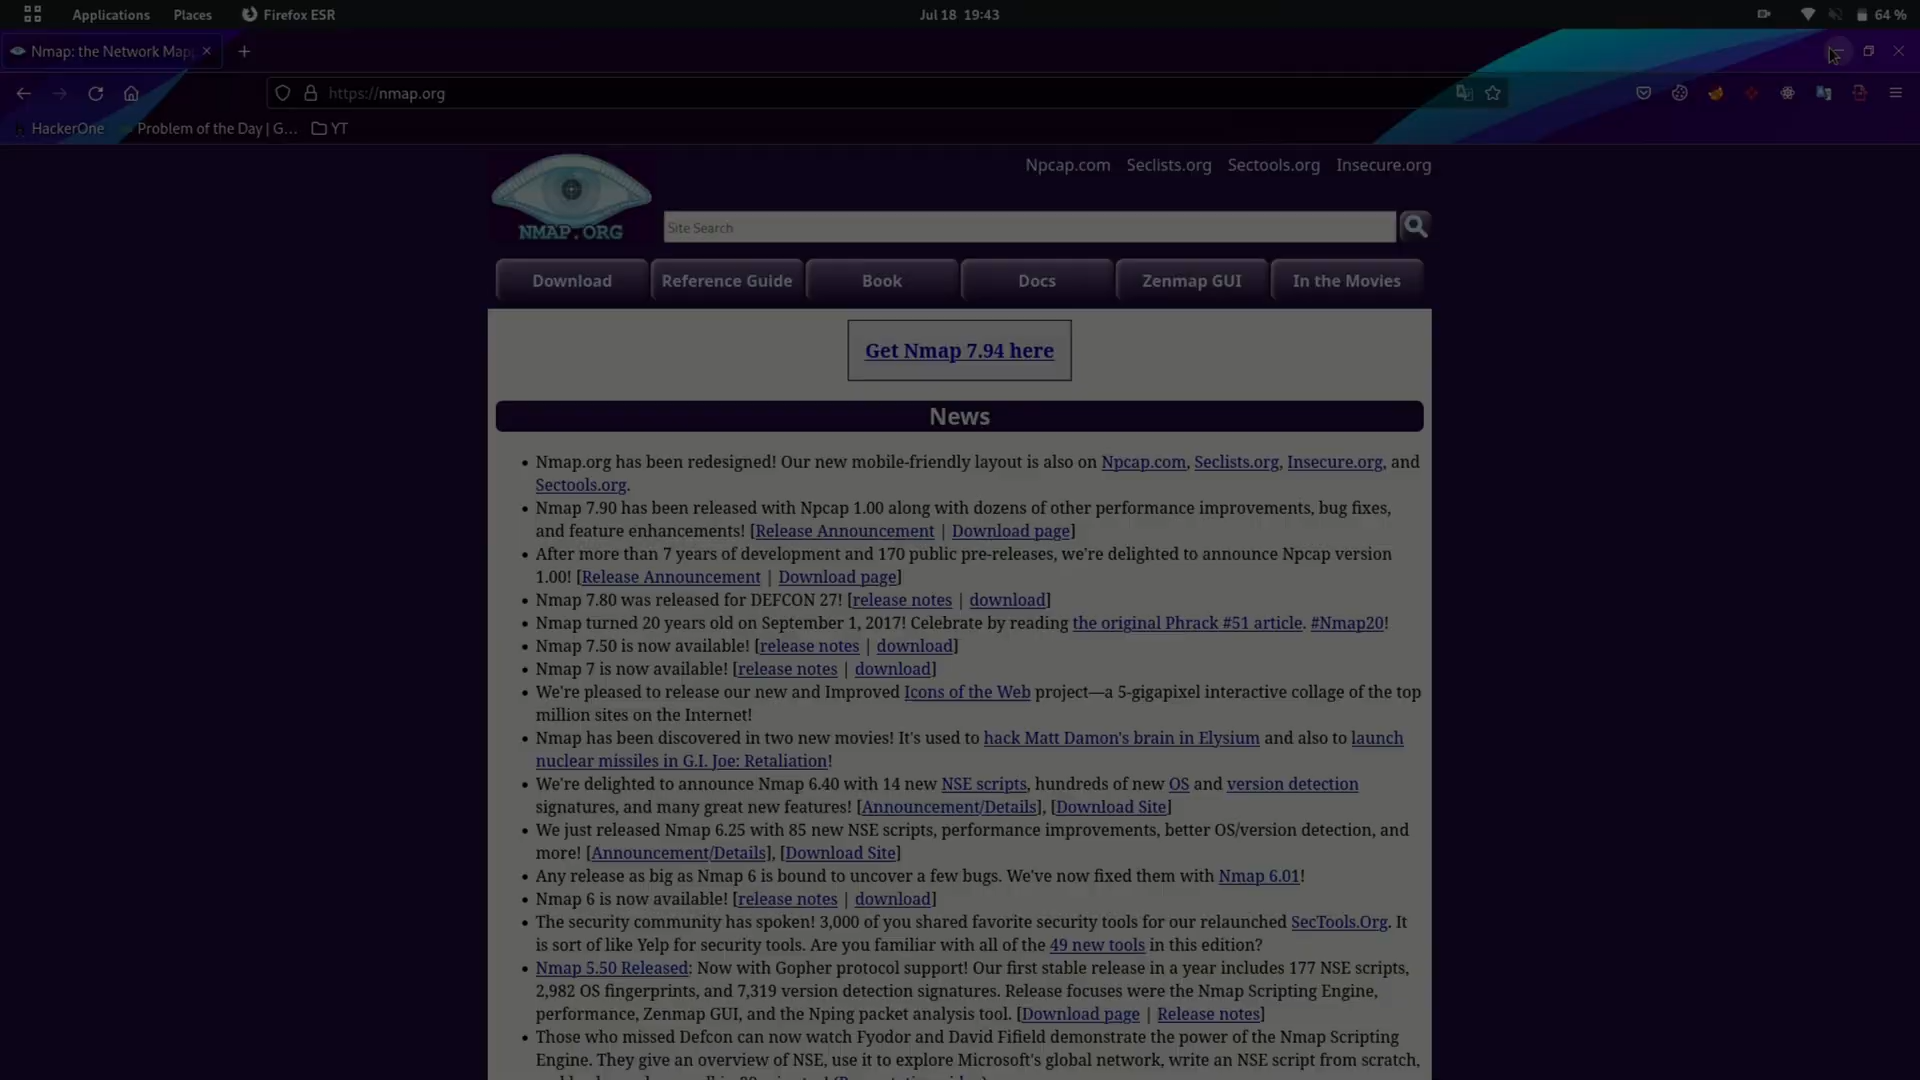 Applications Places Firefox ESR Jul 18 19:43 64 %
Nmap: the Network Map
https://nmap.org
HackerOne Problem of the Day | G... YT
Npcap.com Seclists.org Sectools.org Insecure.org
NMAP.ORG
Site Search
Download Reference Guide Book Docs Zenmap GUI In the Movies
Get Nmap 7.94 here
News
• Nmap.org has been redesigned! Our new mobile-friendly layout is also on Npcap.com, Seclists.org, Insecure.org, and
Sectools.org.
• Nmap 7.90 has been released with Npcap 1.00 along with dozens of other performance improvements, bug fixes,
and feature enhancements! [Release Announcement | Download page]
• After more than 7 years of development and 170 public pre-releases, we're delighted to announce Npcap version
1.00! [Release Announcement | Download page]
• Nmap 7.80 was released for DEFCON 27! [release notes | download]
• Nmap turned 20 years old on September 1, 2017! Celebrate by reading the original Phrack #51 article. #Nmap20!
• Nmap 7.50 is now available! [release notes | download]
• Nmap 7 is now available! [release notes | download]
• We're pleased to release our new and Improved Icons of the Web project—a 5-gigapixel interactive collage of the top
million sites on the Internet!
• Nmap has been discovered in two new movies! It's used to hack Matt Damon's brain in Elysium and also to launch
nuclear missiles in G.I. Joe: Retaliation!
• We're delighted to announce Nmap 6.40 with 14 new NSE scripts, hundreds of new OS and version detection
signatures, and many great new features! [Announcement/Details], [Download Site]
• We just released Nmap 6.25 with 85 new NSE scripts, performance improvements, better OS/version detection, and
more! [Announcement/Details], [Download Site]
• Any release as big as Nmap 6 is bound to uncover a few bugs. We've now fixed them with Nmap 6.01!
• Nmap 6 is now available! [release notes | download]
• The security community has spoken! 3,000 of you shared favorite security tools for our relaunched SecTools.Org. It
is sort of like Yelp for security tools. Are you familiar with all of the 49 new tools in this edition?
• Nmap 5.50 Released: Now with Gopher protocol support! Our first stable release in a year includes 177 NSE scripts,
2,982 OS fingerprints, and 7,319 version detection signatures. Release focuses were the Nmap Scripting Engine,
performance, Zenmap GUI, and the Nping packet analysis tool. [Download page | Release notes]
• Those who missed Defcon can now watch Fyodor and David Fifield demonstrate the power of the Nmap Scripting
Engine. They give an overview of NSE, use it to explore Microsoft's global network, write an NSE script from scratch,